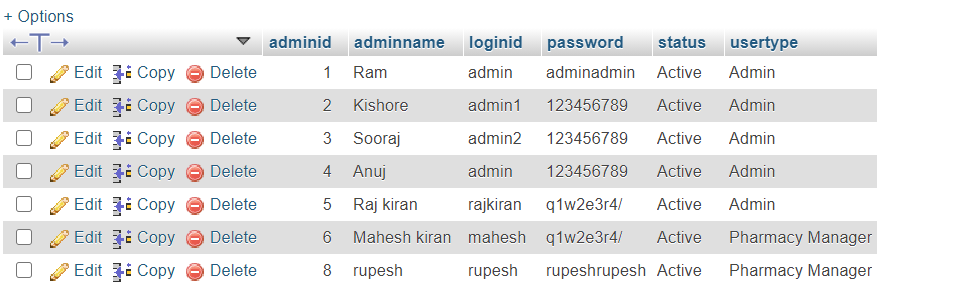 + Options
←T→ ▼ adminid adminname loginid password status usertype
Edit Copy Delete 1 Ram admin adminadmin Active Admin
Edit Copy Delete 2 Kishore admin1 123456789 Active Admin
Edit Copy Delete 3 Sooraj admin2 123456789 Active Admin
Edit Copy Delete 4 Anuj admin 123456789 Active Admin
Edit Copy Delete 5 Raj kiran rajkiran q1w2e3r4/ Active Admin
Edit Copy Delete 6 Mahesh kiran mahesh q1w2e3r4/ Active Pharmacy Manager
Edit Copy Delete 8 rupesh rupesh rupeshrupesh Active Pharmacy Manager